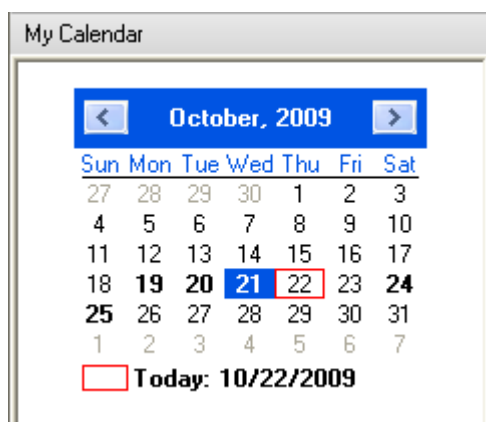 My Calendar
October, 2009
Sun Mon Tue Wed Thu Fri Sat
27 28 29 30 1 2 3
4 5 6 7 8 9 10
11 12 13 14 15 16 17
18 19 20 21 22 23 24
25 26 27 28 29 30 31
1 2 3 4 5 6 7
Today: 10/22/2009